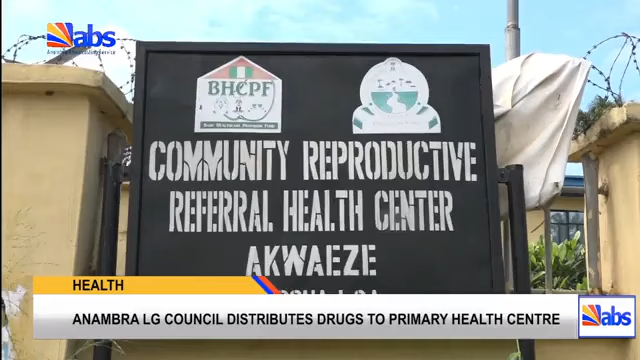 abs
BHCPF
COMMUNITY REPRODUCTIVE
REFERRAL HEALTH CENTER
AKWAEZE
HEALTH
ANAMBRA LG COUNCIL DISTRIBUTES DRUGS TO PRIMARY HEALTH CENTRE
abs